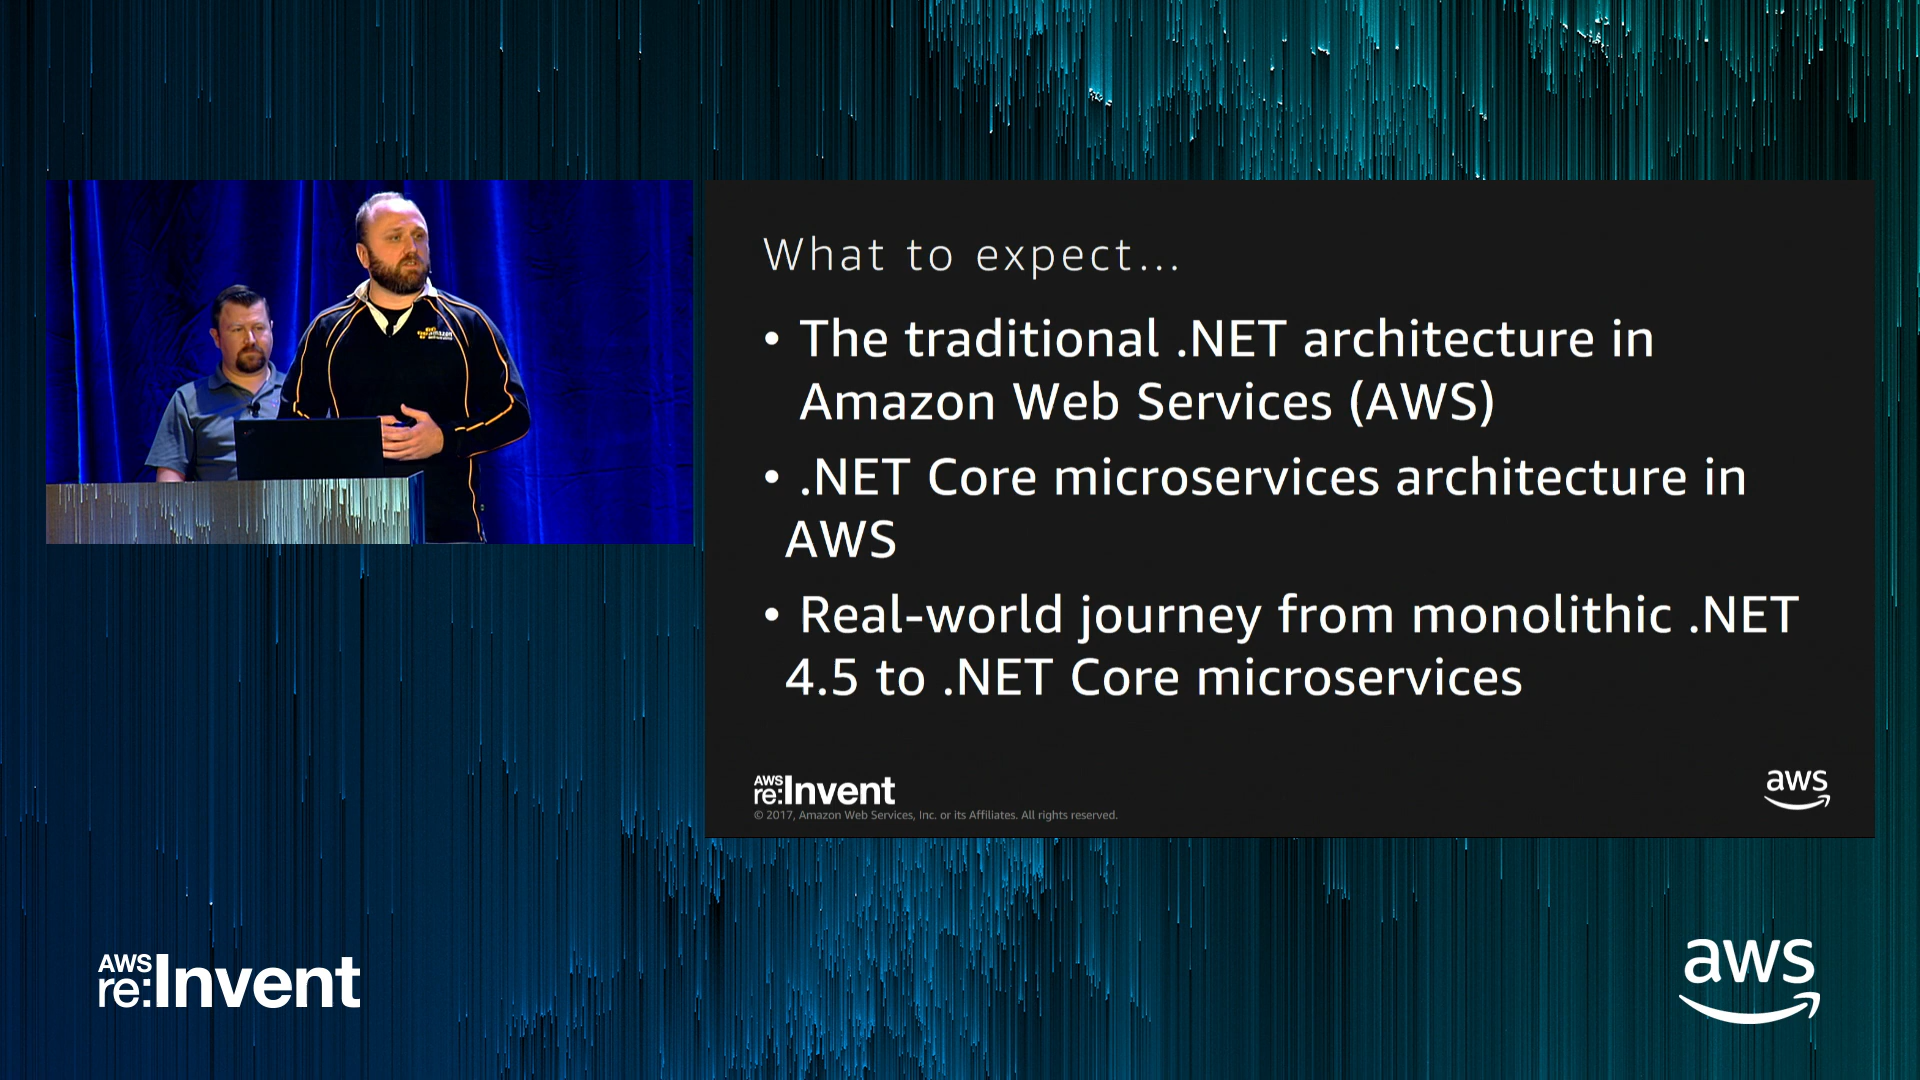 What to expect...
• The traditional .NET architecture in
Amazon Web Services (AWS)
• .NET Core microservices architecture in
AWS
• Real-world journey from monolithic .NET
4.5 to .NET Core microservices
AWS
re:Invent
© 2017, Amazon Web Services, Inc. or its Affiliates. All rights reserved.
aws
AWS
re:Invent
aws